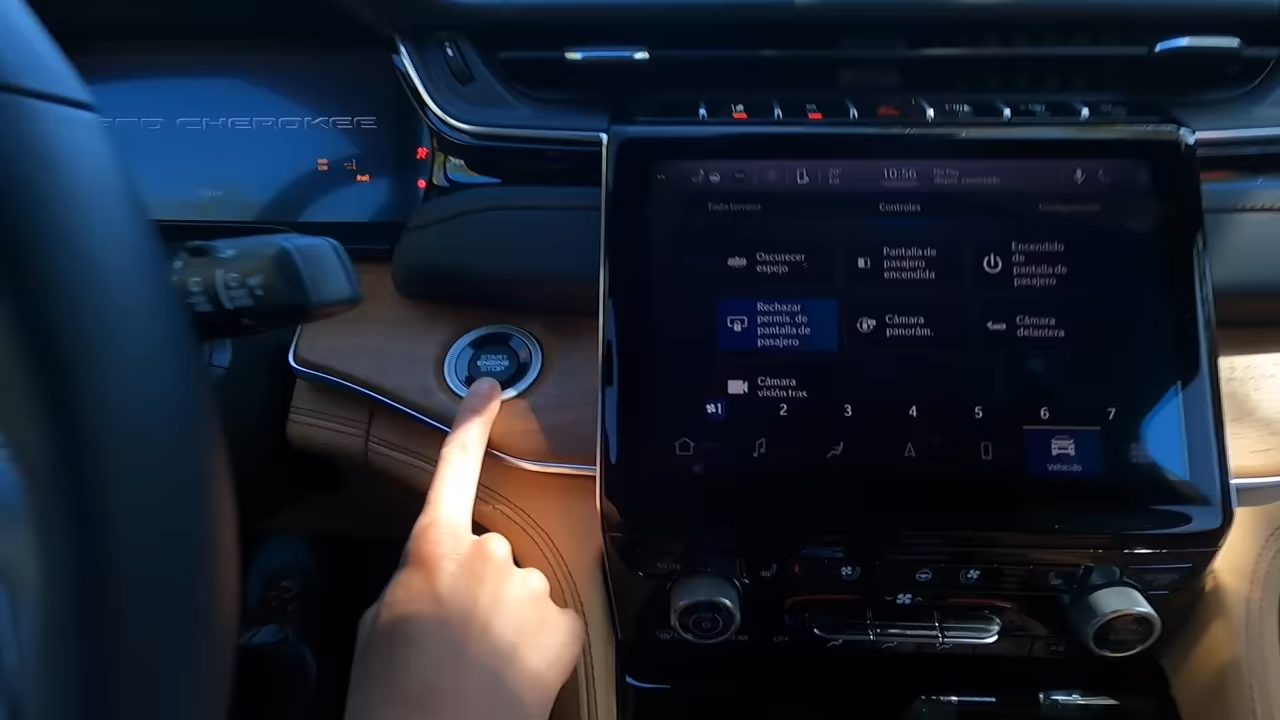 CHEROKEE
START
ENGINE
STOP
10:56
Controles
Oscurecer
espejo
Pantalla de
pasajero
encendida
Encendido
de
pantalla de
pasajero
Rechazar
permis. de
pantalla de
pasajero
Cámara
panorám.
Cámara
delantera
Cámara
visión tras
1 2 3 4 5 6 7
Vehículo